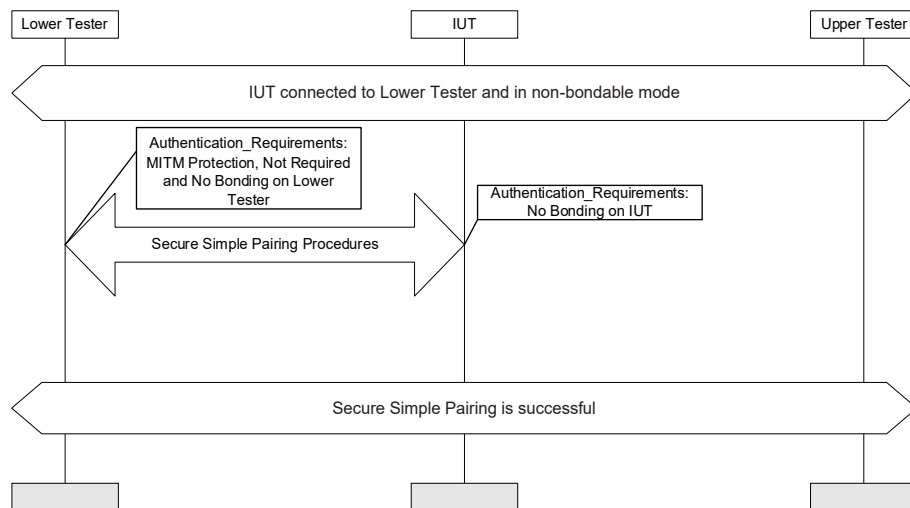 Lower Tester
IUT
Upper Tester
IUT connected to Lower Tester and in non-bondable mode
Authentication_Requirements:
MITM Protection, Not Required
and No Bonding on Lower
Tester
Authentication_Requirements:
No Bonding on IUT
Secure Simple Pairing Procedures
Secure Simple Pairing is successful